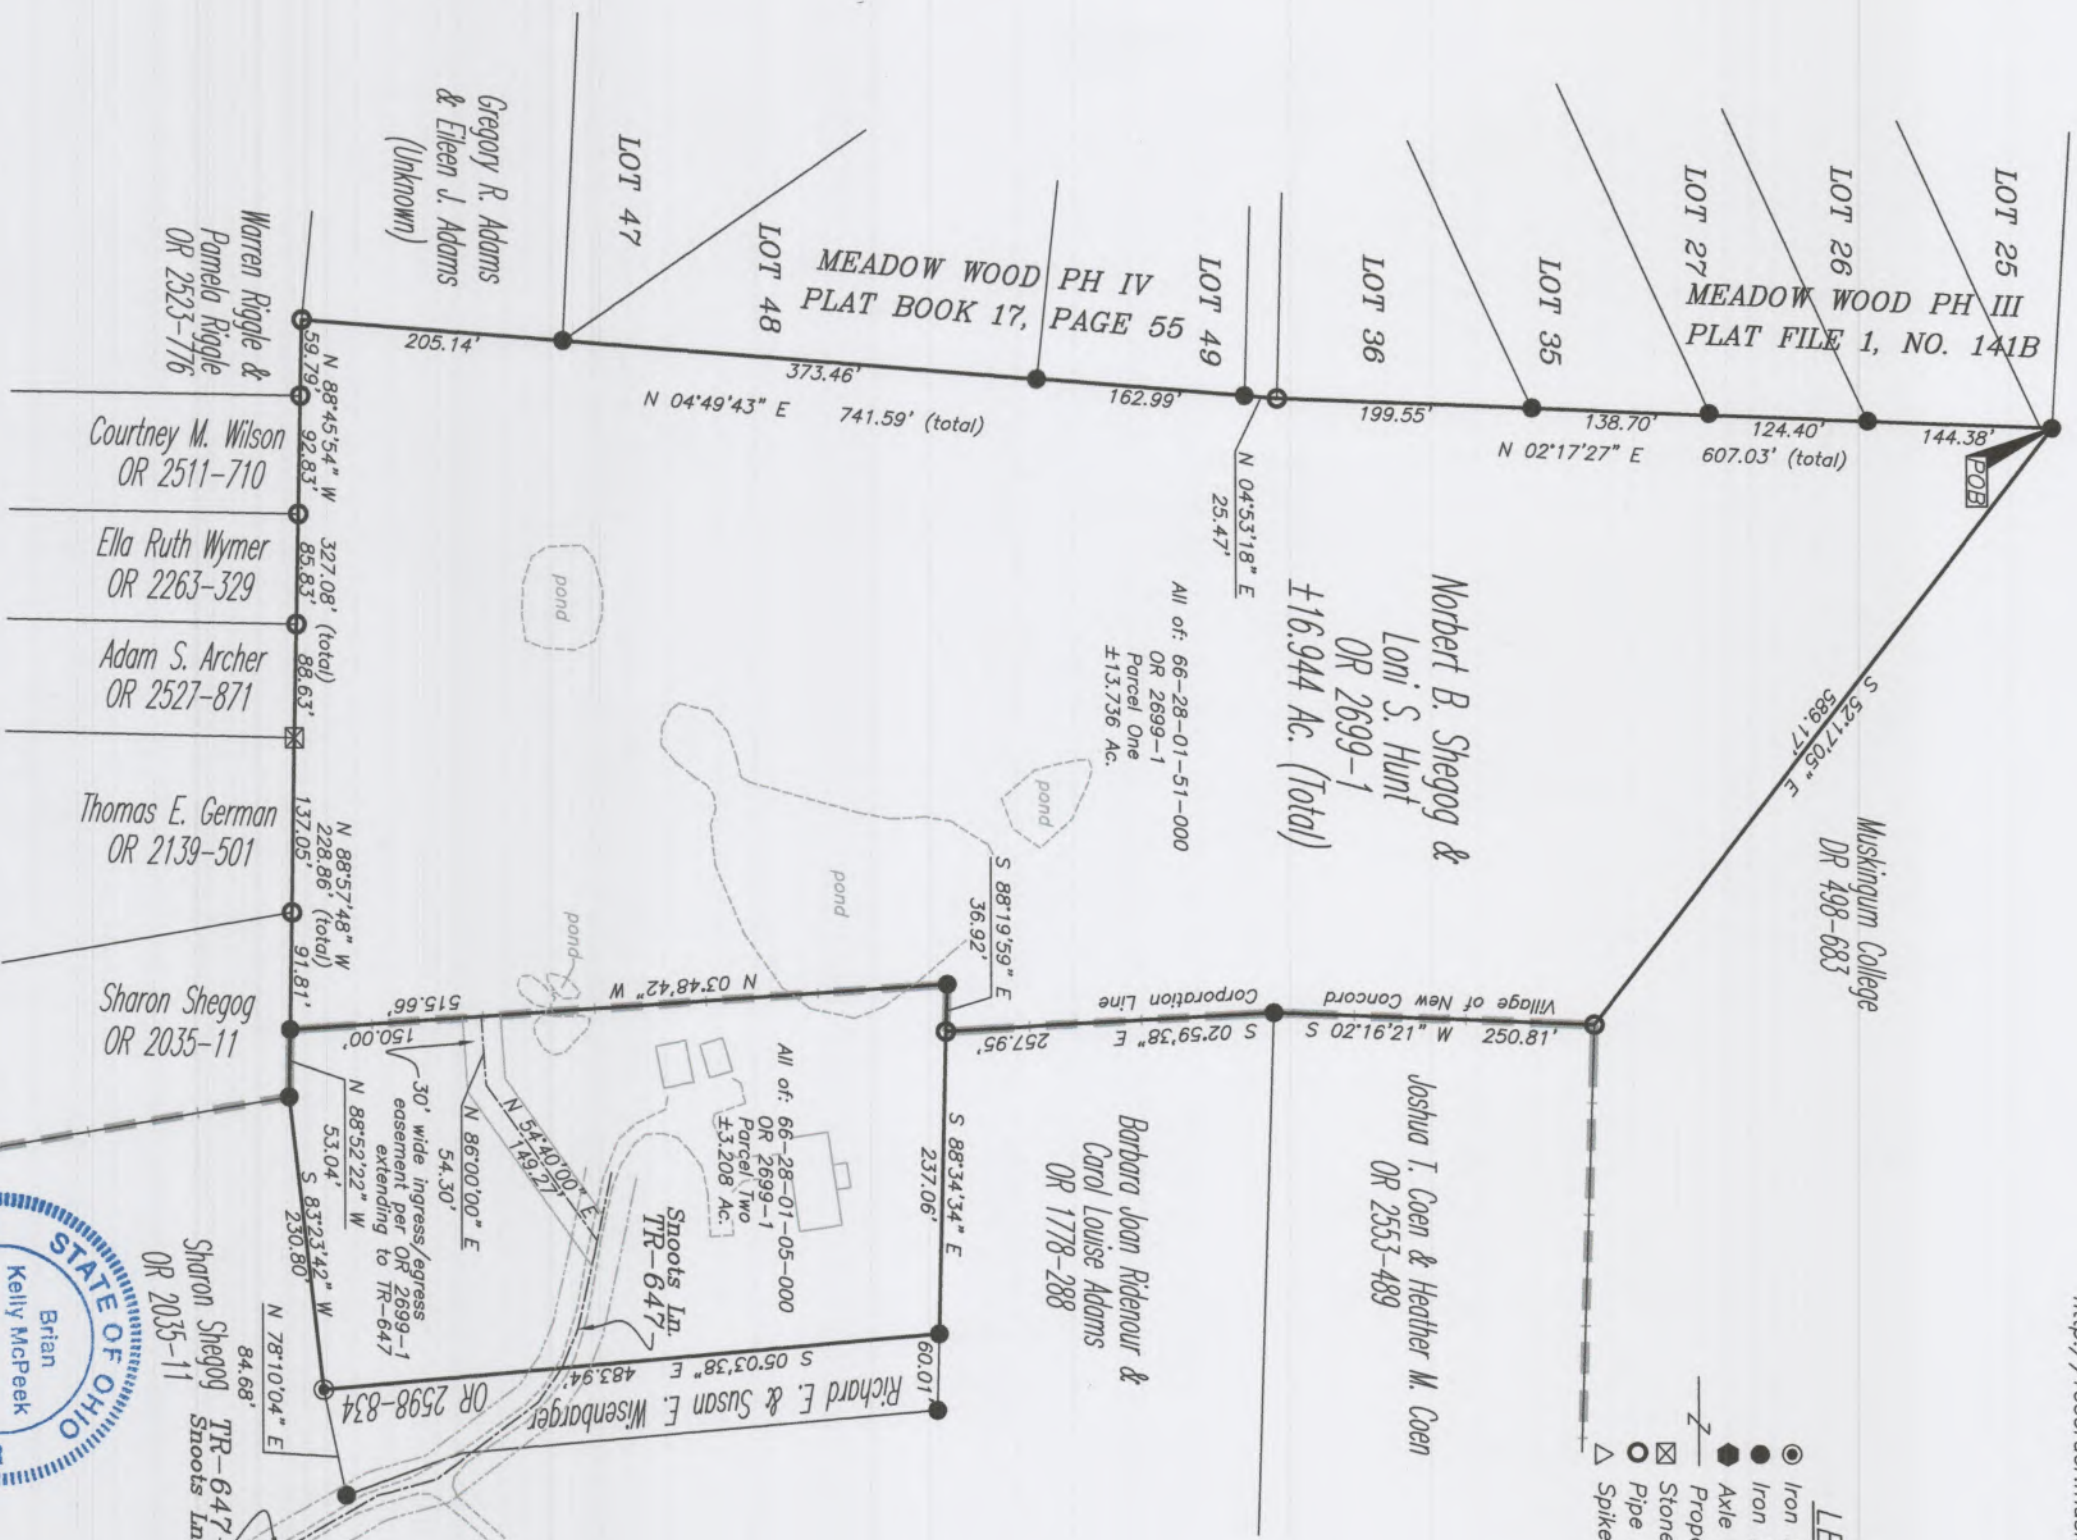 LOT 25
LOT 26
LOT 27
MEADOW WOOD PH III
PLAT FILE 1, NO. 141B
LOT 35
LOT 36
LOT 49
MEADOW WOOD PH IV
PLAT BOOK 17, PAGE 55
LOT 48
LOT 47
Gregory R. Adams
& Eileen J. Adams
(Unknown)
Warren Riggle &
Pamela Riggle
OR 2523-776
POB
144.38'
124.40'
138.70'
199.55'
N 02°17'27" E
607.03' (total)
N 04°53'18" E
25.47'
162.99'
373.46'
205.14'
N 04°49'43" E
741.59' (total)
S 52°17'05" E
589.17'
Muskingum College
DR 498-683
Norbert B. Shegog &
Loni S. Hunt
OR 2699-1
±16.944 Ac. (Total)
All of: 66-28-01-51-000
OR 2699-1
Parcel One
±13.736 Ac.
pond
pond
pond
pond
S 88°19'59" E
36.92'
Village of New Concord
Corporation Line
S 02°16'21" W
250.81'
S 02°59'38" E
257.95'
Joshua T. Coen & Heather M. Coen
OR 2553-489
Barbara Joan Ridenour &
Carol Louise Adams
OR 1778-288
S 88°34'34" E
237.06'
60.01'
N 03°48'42" W
515.66'
150.00'
All of: 66-28-01-05-000
OR 2699-1
Parcel Two
±3.208 Ac.
Snoots Ln.
TR-647
S 05°03'38" E
483.94'
Richard E. & Susan E. Wisenbarger
OR 2598-834
N 54°40'00" E
149.27'
N 86°00'00" E
54.30'
30' wide ingress/egress
easement per OR 2699-1
extending to TR-647
N 88°52'22" W
53.04'
S 83°23'42" W
230.80'
N 78°10'04" E
84.68'
N 88°45'54" W
327.08' (total)
59.79'
92.83'
85.83'
88.63'
N 88°57'48" W
228.86' (total)
137.05'
91.81'
Courtney M. Wilson
OR 2511-710
Ella Ruth Wymer
OR 2263-329
Adam S. Archer
OR 2527-871
Thomas E. German
OR 2139-501
Sharon Shegog
OR 2035-11
Sharon Shegog
OR 2035-11
TR-647
Snoots Ln
STATE OF OHIO
Brian
Kelly McPeek
Iron
Iron
Axle
Stone
Pipe
Spike